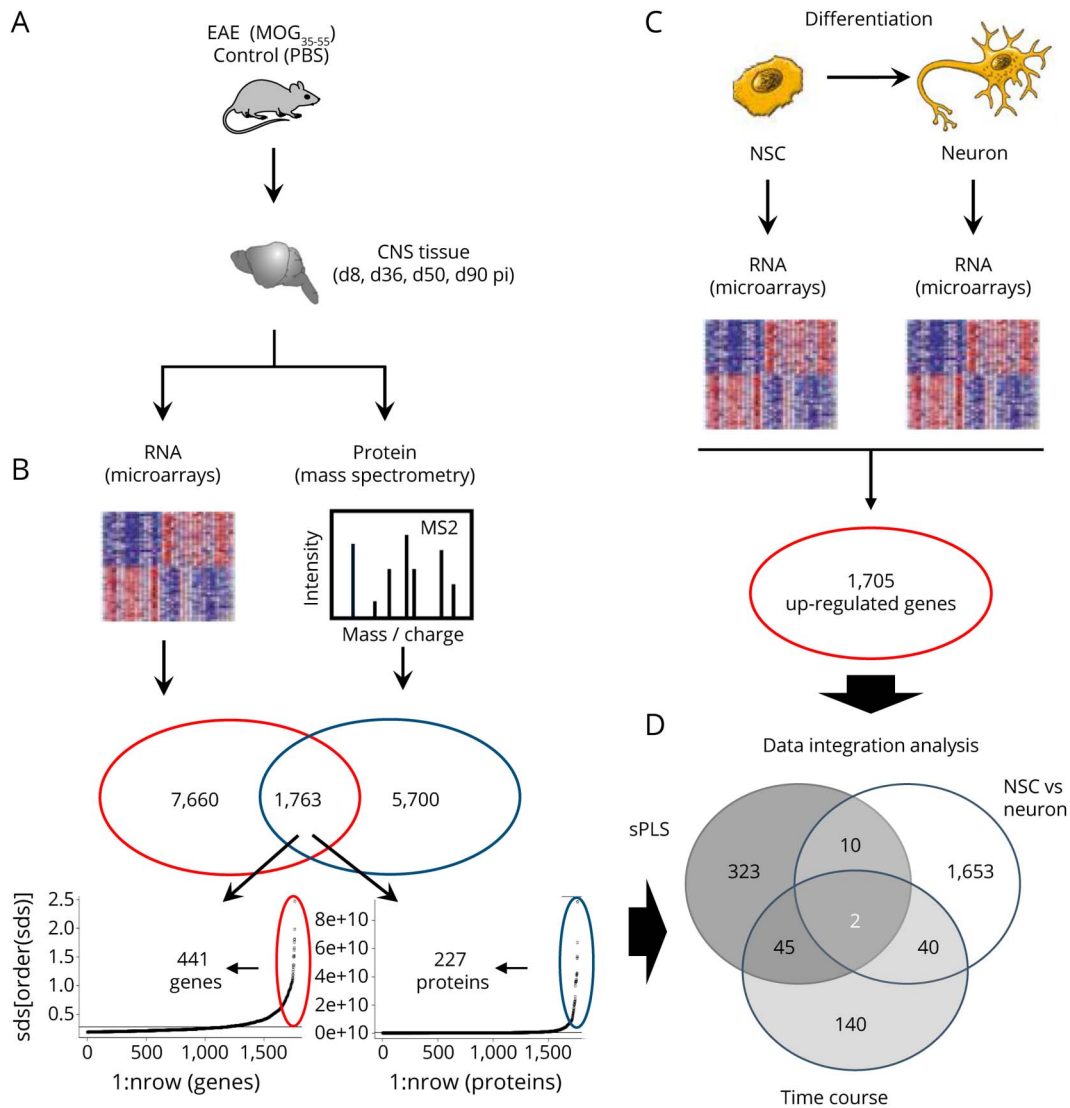 A
EAE (MOG35-55)
Control (PBS)
CNS tissue
(d8, d36, d50, d90 pi)
B
RNA
(microarrays)
Protein
(mass spectrometry)
MS2
Intensity
Mass / charge
7,660
1,763
5,700
sds[order(sds)]
2.5
2.0
1.5
1.0
0.5
441
genes
0
500
1,000
1,500
1:nrow (genes)
8e+10
6e+10
4e+10
2e+10
0e+10
227
proteins
0
500
1,000
1,500
1:nrow (proteins)
C
Differentiation
NSC
Neuron
RNA
(microarrays)
RNA
(microarrays)
1,705
up-regulated genes
D
Data integration analysis
sPLS
NSC vs
neuron
323
10
1,653
2
45
40
140
Time course